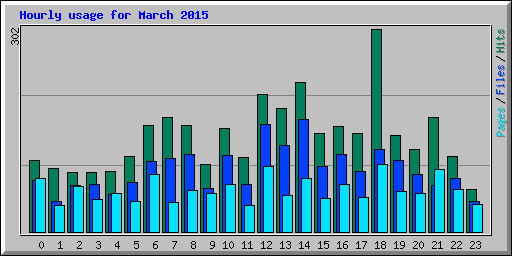 Hourly usage for March 2015
302
Pages/Files/Hits
0 1 2 3 4 5 6 7 8 9 10 11 12 13 14 15 16 17 18 19 20 21 22 23